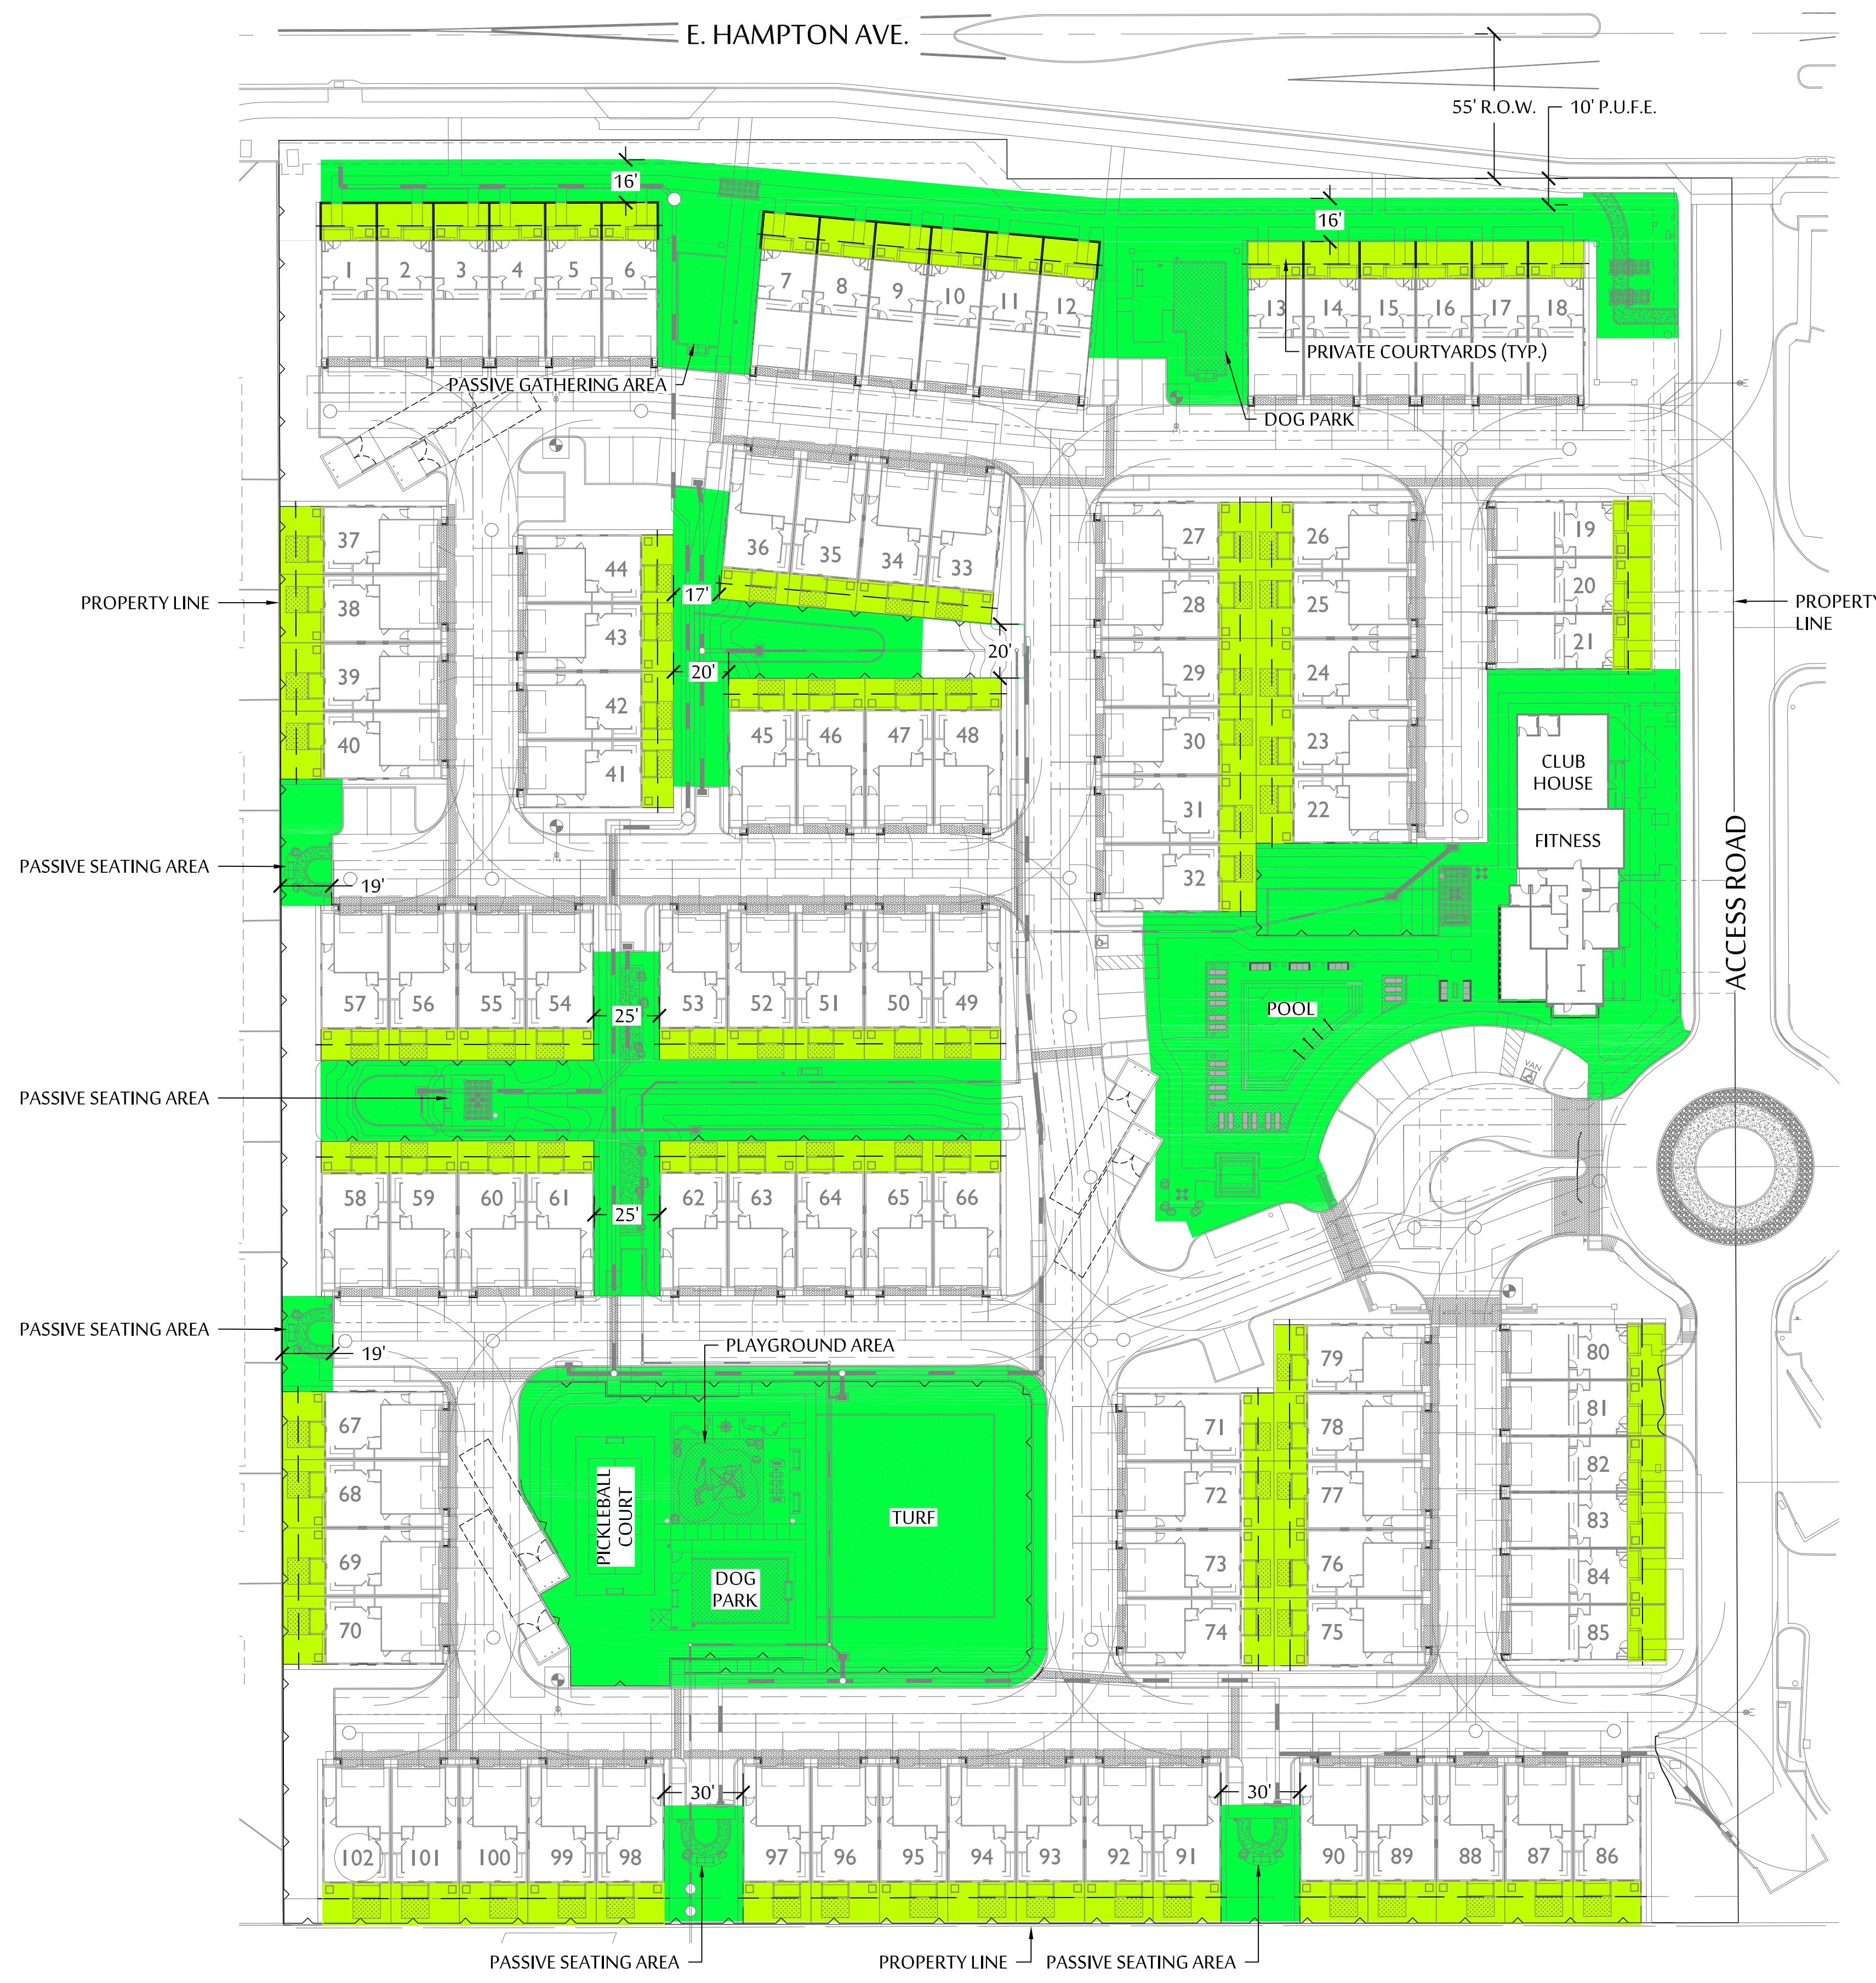 E. HAMPTON AVE.
55' R.O.W.
10' P.U.F.E.
16'
16'
1 2 3 4 5 6
7 8 9 10 11 12
13 14 15 16 17 18
PRIVATE COURTYARDS (TYP.)
PASSIVE GATHERING AREA
DOG PARK
37
38
39
40
44
43
42
41
36 35 34 33
17'
20'
20'
45 46 47 48
27
28
29
30
31
32
26
25
24
23
22
19
20
21
PROPERTY LINE
PROPERTY
LINE
CLUB
HOUSE
FITNESS
ACCESS ROAD
PASSIVE SEATING AREA
19'
57 56 55 54
25'
53 52 51 50 49
POOL
VAN
PASSIVE SEATING AREA
58 59 60 61
25'
62 63 64 65 66
PASSIVE SEATING AREA
19'
PLAYGROUND AREA
67
68
69
70
PICKLEBALL
COURT
DOG
PARK
TURF
71
72
73
74
79
78
77
76
75
80
81
82
83
84
85
30'
30'
102 101 100 99 98
97 96 95 94 93 92 91
90 89 88 87 86
PASSIVE SEATING AREA
PROPERTY LINE
PASSIVE SEATING AREA